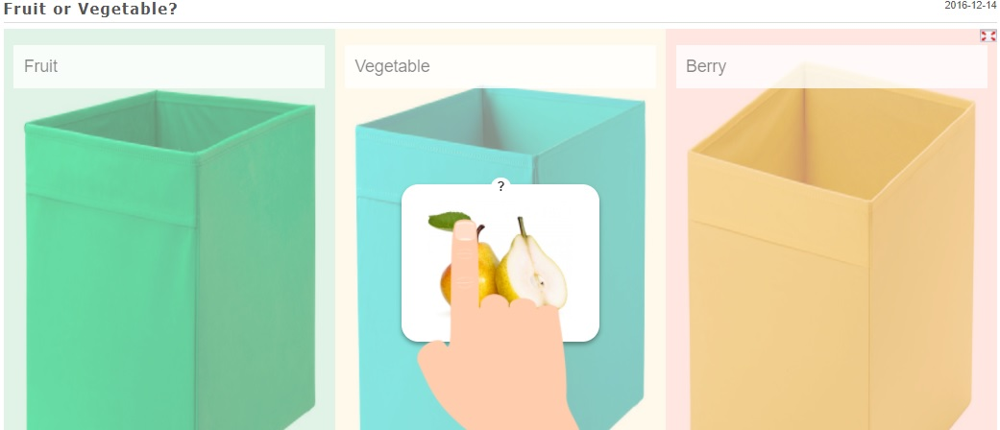 Fruit or Vegetable?
2016-12-14
Fruit
Vegetable
Berry
?